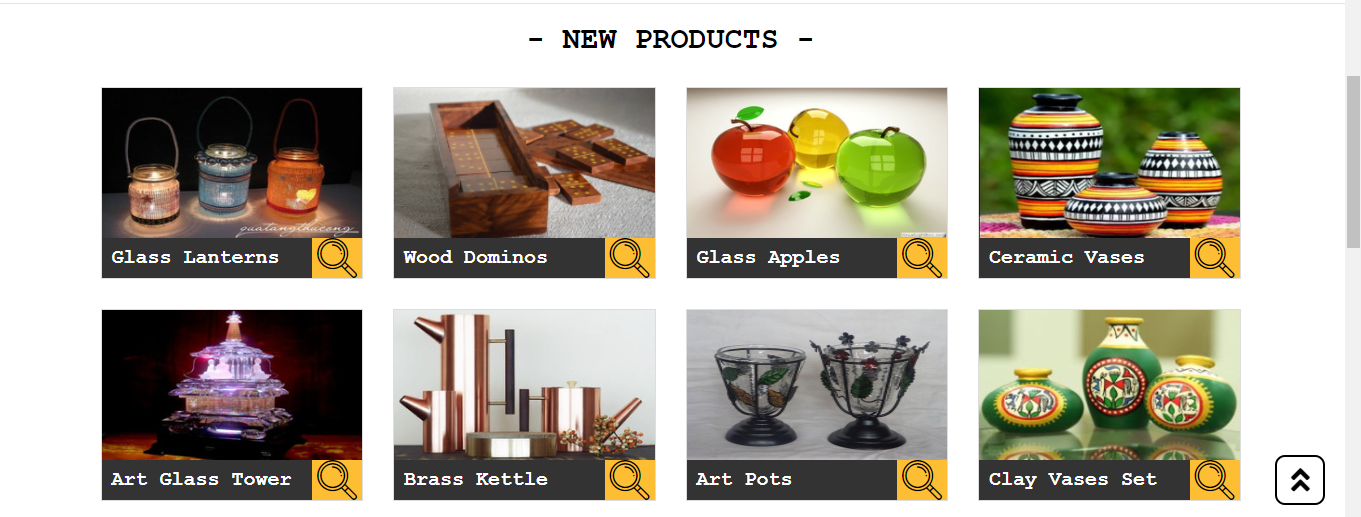 - NEW PRODUCTS -
Glass Lanterns
Wood Dominos
Glass Apples
Ceramic Vases
Art Glass Tower
Brass Kettle
Art Pots
Clay Vases Set